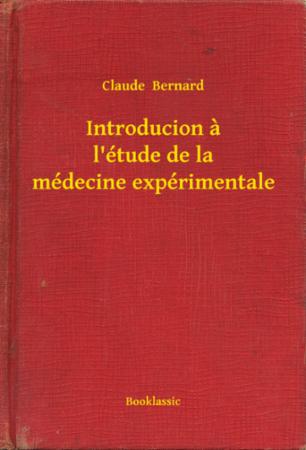 Claude Bernard
Introducion à
l'étude de la
médecine expérimentale
Booklassic